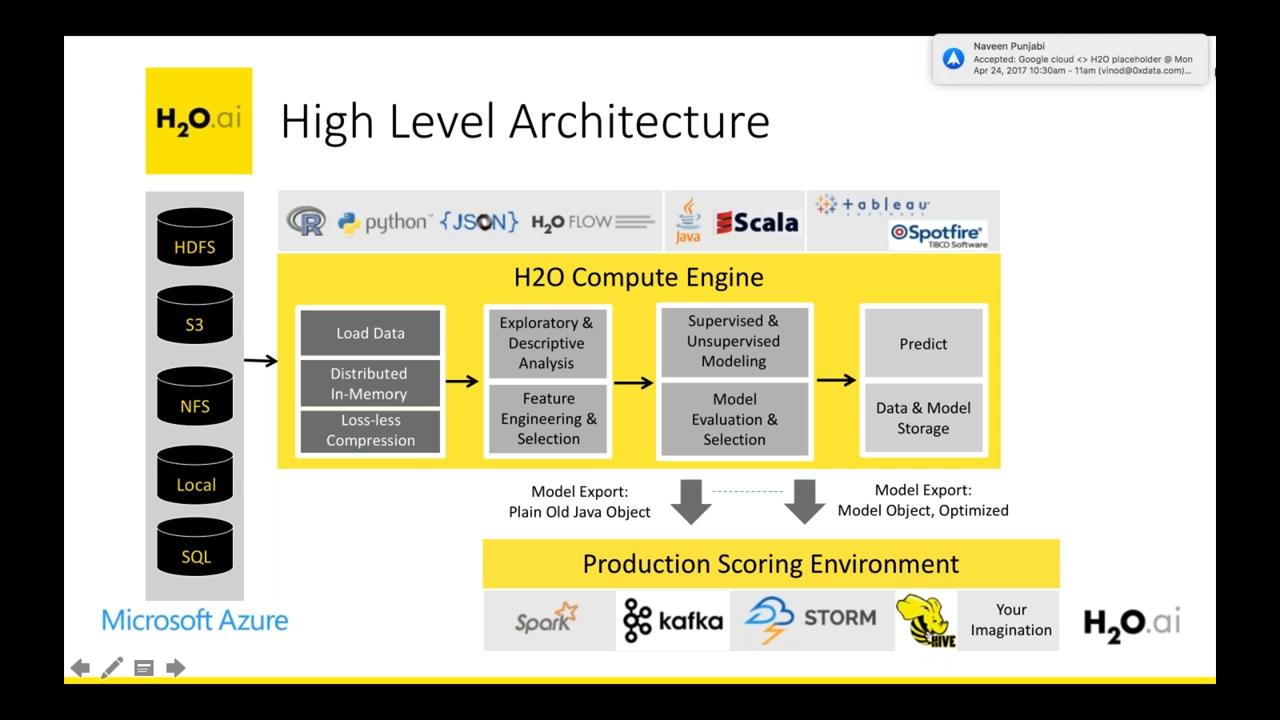 Naveen Punjabi
Accepted: Google cloud <> H2O placeholder @ Mon
Apr 24, 2017 10:30am - 11am (vinod@0xdata.com)...
H2O.ai
High Level Architecture
HDFS
S3
NFS
Local
SQL
Microsoft Azure
R
python™
{JSON}
H2O FLOW
Java
Scala
tableau
SOFTWARE
Spotfire®
TIBCO Software
H2O Compute Engine
Load Data
Distributed
In-Memory
Loss-less
Compression
Exploratory &
Descriptive
Analysis
Feature
Engineering &
Selection
Supervised &
Unsupervised
Modeling
Model
Evaluation &
Selection
Predict
Data & Model
Storage
Model Export:
Plain Old Java Object
Model Export:
Model Object, Optimized
Production Scoring Environment
Spark
kafka
STORM
HIVE
Your
Imagination
H2O.ai